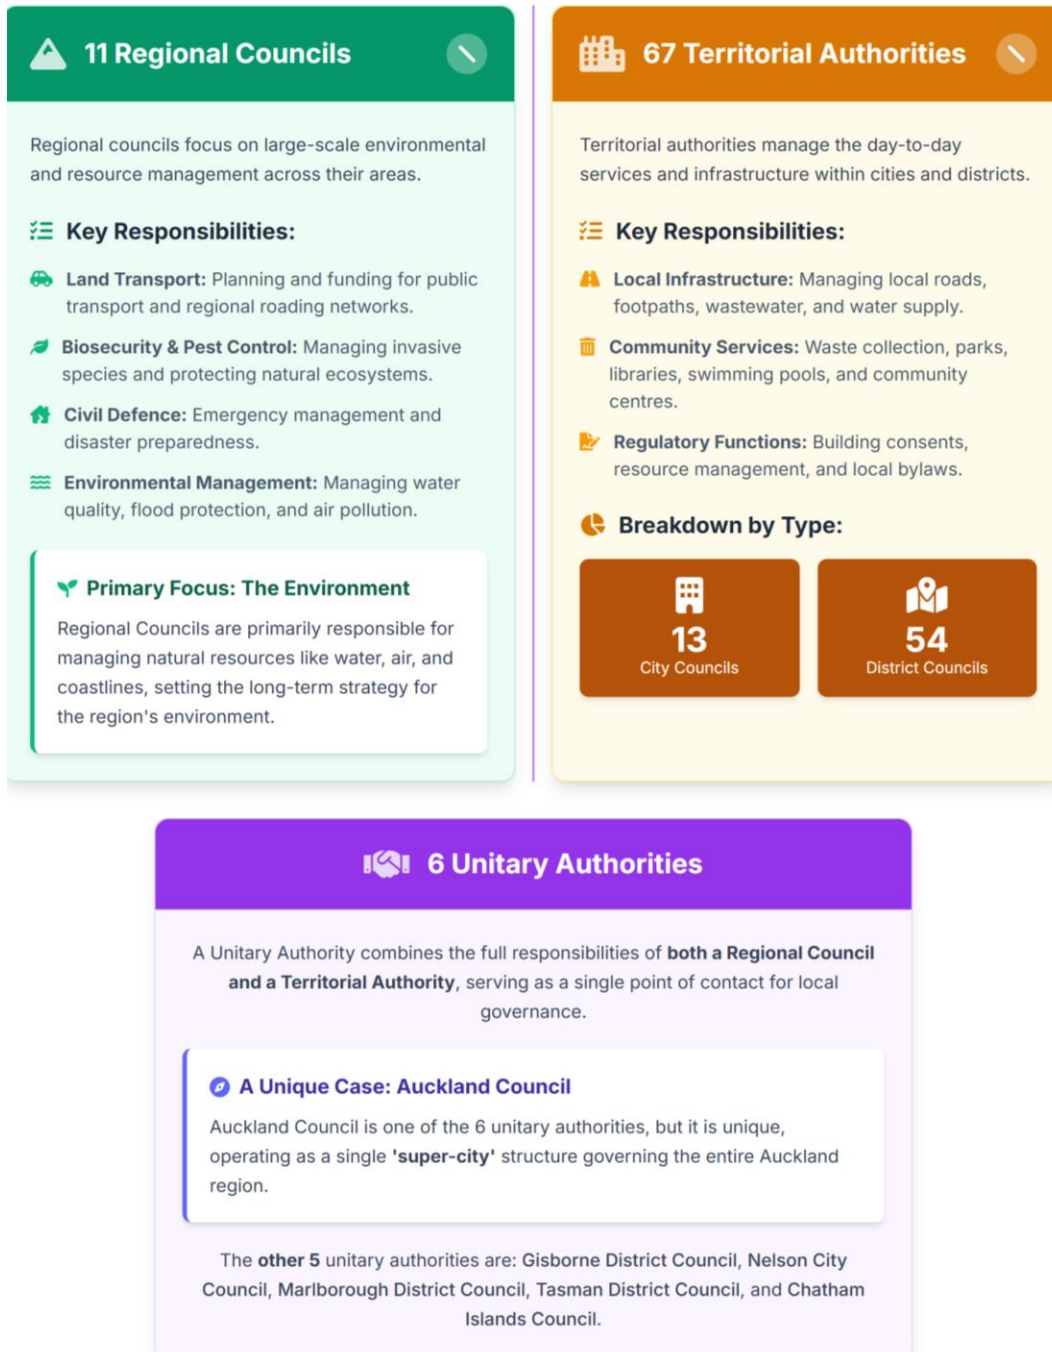 11 Regional Councils
Regional councils focus on large-scale environmental
and resource management across their areas.
Key Responsibilities:
Land Transport: Planning and funding for public
transport and regional roading networks.
Biosecurity & Pest Control: Managing invasive
species and protecting natural ecosystems.
Civil Defence: Emergency management and
disaster preparedness.
Environmental Management: Managing water
quality, flood protection, and air pollution.
Primary Focus: The Environment
Regional Councils are primarily responsible for
managing natural resources like water, air, and
coastlines, setting the long-term strategy for
the region's environment.
67 Territorial Authorities
Territorial authorities manage the day-to-day
services and infrastructure within cities and districts.
Key Responsibilities:
Local Infrastructure: Managing local roads,
footpaths, wastewater, and water supply.
Community Services: Waste collection, parks,
libraries, swimming pools, and community
centres.
Regulatory Functions: Building consents,
resource management, and local bylaws.
Breakdown by Type:
13
City Councils
54
District Councils
6 Unitary Authorities
A Unitary Authority combines the full responsibilities of both a Regional Council
and a Territorial Authority, serving as a single point of contact for local
governance.
A Unique Case: Auckland Council
Auckland Council is one of the 6 unitary authorities, but it is unique,
operating as a single 'super-city' structure governing the entire Auckland
region.
The other 5 unitary authorities are: Gisborne District Council, Nelson City
Council, Marlborough District Council, Tasman District Council, and Chatham
Islands Council.